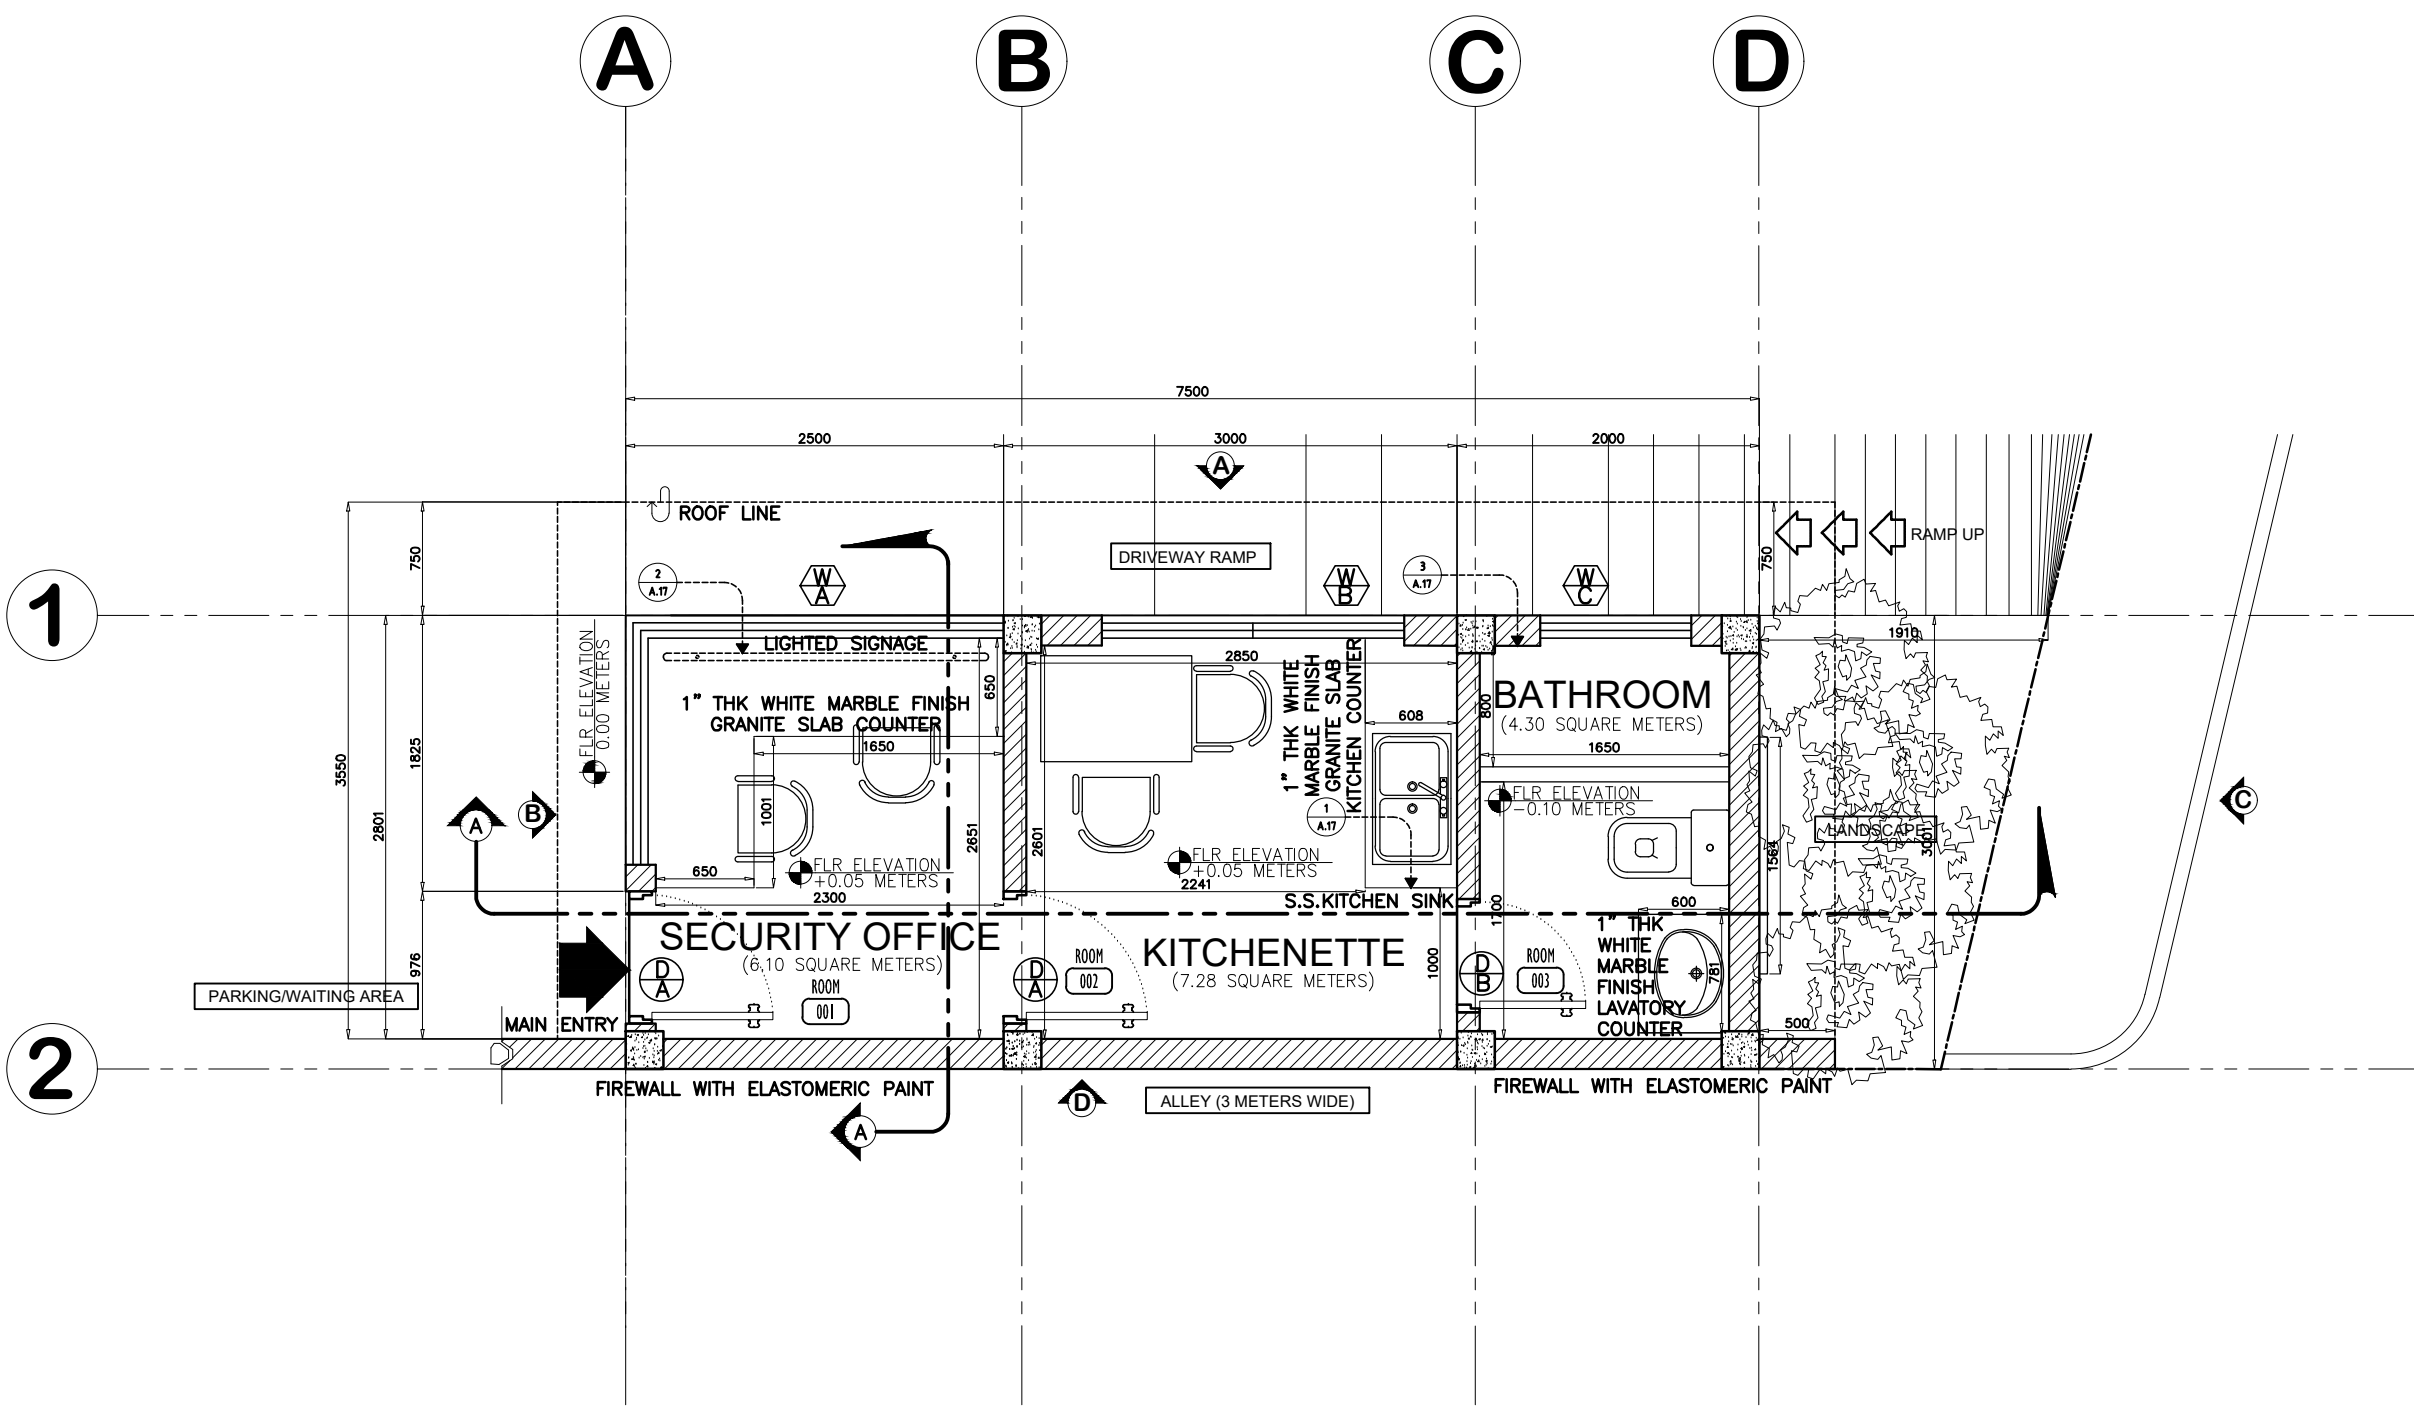 A
B
C
D
7500
2500
3000
2000
A
ROOF LINE
750
750
RAMP UP
DRIVEWAY RAMP
2
A.17
W
A
W
B
3
A.17
W
C
1
FLR ELEVATION
0.00 METERS
LIGHTED SIGNAGE
1910
2850
650
1" THK WHITE
MARBLE FINISH
GRANITE SLAB
KITCHEN COUNTER
1" THK WHITE MARBLE FINISH
GRANITE SLAB COUNTER
BATHROOM
(4.30 SQUARE METERS)
800
608
1650
1650
3550
1825
2801
1001
2651
2601
A
B
1
A.17
FLR ELEVATION
-0.10 METERS
LANDSCAPE
3001
1564
C
650
FLR ELEVATION
+0.05 METERS
FLR ELEVATION
+0.05 METERS
2241
2300
S.S.KITCHEN SINK
1700
600
1" THK
WHITE
MARBLE
FINISH
LAVATORY
COUNTER
781
SECURITY OFFICE
(6.10 SQUARE METERS)
KITCHENETTE
(7.28 SQUARE METERS)
976
1000
D
A
ROOM
001
D
A
ROOM
002
D
B
ROOM
003
PARKING/WAITING AREA
MAIN ENTRY
500
2
FIREWALL WITH ELASTOMERIC PAINT
D
ALLEY (3 METERS WIDE)
FIREWALL WITH ELASTOMERIC PAINT
A